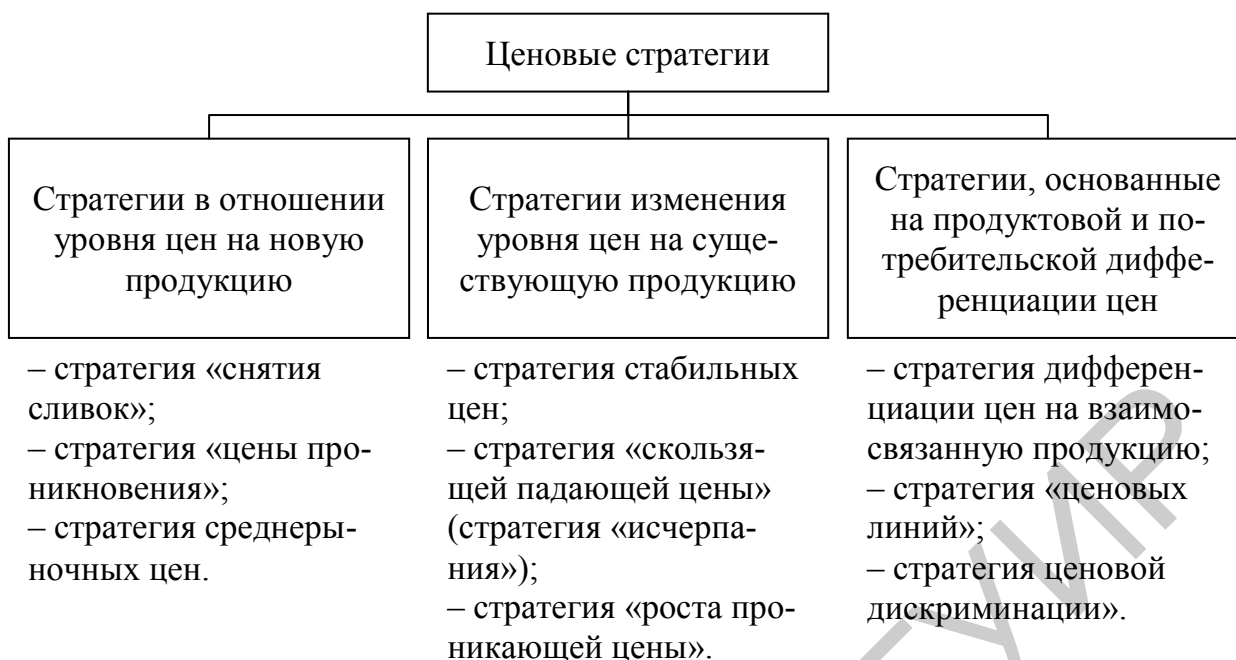 Ценовые стратегии
Стратегии в отношении
уровня цен на новую
продукцию
Стратегии изменения
уровня цен на суще-
ствующую продукцию
Стратегии, основанные
на продуктовой и по-
требительской диффе-
ренциации цен
– стратегия «снятия
сливок»;
– стратегия «цены про-
никновения»;
– стратегия среднеры-
ночных цен.
– стратегия стабильных
цен;
– стратегия «скользя-
щей падающей цены»
(стратегия «исчерпа-
ния»);
– стратегия «роста про-
никающей цены».
– стратегия дифферен-
циации цен на взаимо-
связанную продукцию;
– стратегия «ценовых
линий»;
– стратегия ценовой
дискриминации».
ГУИР